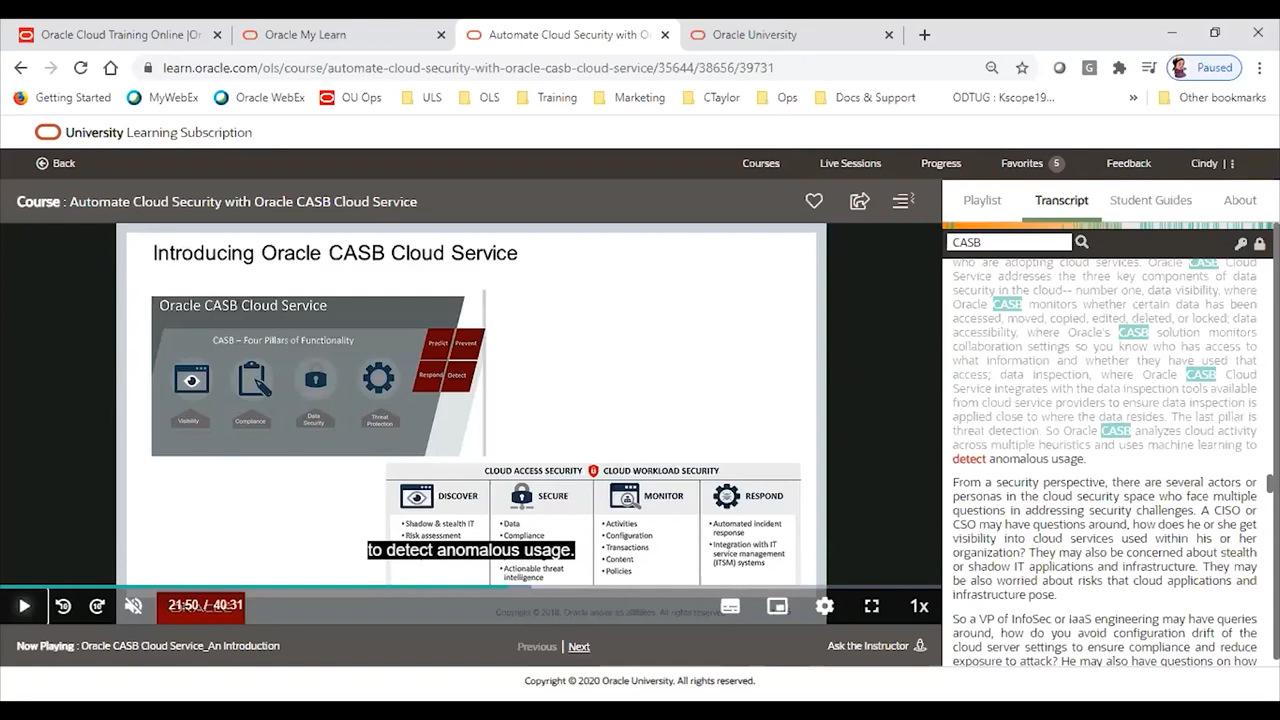 Oracle Cloud Training Online |Or
Oracle My Learn
Automate Cloud Security with O
Oracle University
learn.oracle.com/ols/course/automate-cloud-security-with-oracle-casb-cloud-service/35644/38656/39731
Paused
Getting Started
MyWebEx
Oracle WebEx
OU Ops
ULS
OLS
Training
Marketing
CTaylor
Ops
Docs & Support
ODTUG : Kscope19...
»
Other bookmarks
University Learning Subscription
Back
Courses
Live Sessions
Progress
Favorites 5
Feedback
Cindy
Course : Automate Cloud Security with Oracle CASB Cloud Service
Introducing Oracle CASB Cloud Service
Oracle CASB Cloud Service
CASB – Four Pillars of Functionality
Predict Prevent
Respond Detect
Visibility
Compliance
Data
Security
Threat
Protection
CLOUD ACCESS SECURITY
CLOUD WORKLOAD SECURITY
DISCOVER
• Shadow & stealth IT
• Risk assessment
SECURE
• Data
• Compliance
• Actionable threat
intelligence
MONITOR
• Activities
• Configuration
• Transactions
• Content
• Policies
RESPOND
• Automated incident
response
• Integration with IT
service management
(ITSM) systems
to detect anomalous usage.
Copyright © 2018, Oracle and/or its affiliates. All rights reserved.
10
10
21:50 / 40:31
1x
Now Playing : Oracle CASB Cloud Service_An Introduction
Previous | Next
Ask the Instructor
Playlist
Transcript
Student Guides
About
CASB
who are adopting cloud services. Oracle CASB Cloud
Service addresses the three key components of data
security in the cloud-- number one, data visibility, where
Oracle CASB monitors whether certain data has been
accessed, moved, copied, edited, deleted, or locked; data
accessibility, where Oracle's CASB solution monitors
collaboration settings so you know who has access to
what information and whether they have used that
access; data inspection, where Oracle CASB Cloud
Service integrates with the data inspection tools available
from cloud service providers to ensure data inspection is
applied close to where the data resides. The last pillar is
threat detection. So Oracle CASB analyzes cloud activity
across multiple heuristics and uses machine learning to
detect anomalous usage.
From a security perspective, there are several actors or
personas in the cloud security space who face multiple
questions in addressing security challenges. A CISO or
CSO may have questions around, how does he or she get
visibility into cloud services used within his or her
organization? They may also be concerned about stealth
or shadow IT applications and infrastructure. They may
be also worried about risks that cloud applications and
infrastructure pose.
So a VP of InfoSec or IaaS engineering may have queries
around, how do you avoid configuration drift of the
cloud server settings to ensure compliance and reduce
exposure to attack? He may also have questions on how
Copyright © 2020 Oracle University. All rights reserved.